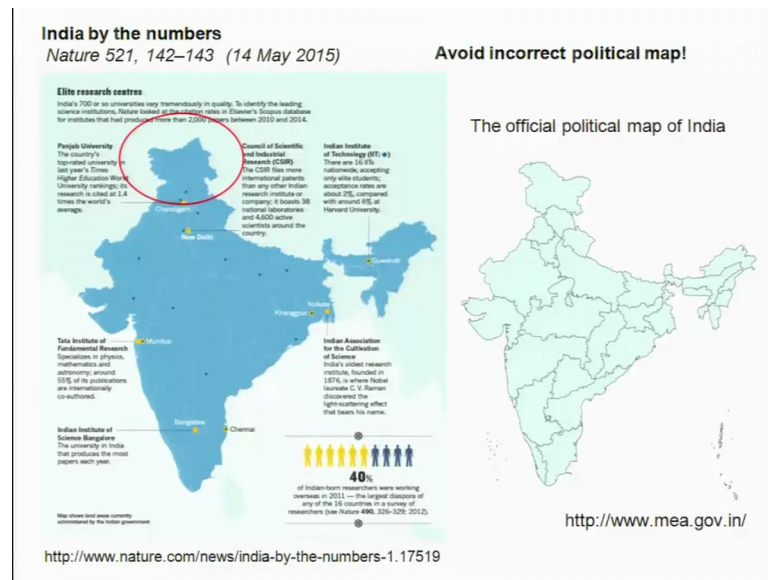 India by the numbers
Nature 521, 142–143 (14 May 2015)
Avoid incorrect political map!
Elite research centres
India's 700 or so universities vary tremendously in quality. To identify the leading
science institutions, Nature looked at the citation rates in Elsevier's Scopus database
for institutes that had produced more than 2,000 papers between 2010 and 2014.
Panjab University
The country's
top-rated university in
last year's Times
Higher Education World
University rankings; its
research is cited at 1.4
times the world's
average.
Council of Scientific
and Industrial
Research (CSIR)
The CSIR files more
international patents
than any other Indian
research institute or
company; it boasts 38
national laboratories
and 4,600 active
scientists around the
country.
Indian Institute
of Technology (IIT; )
There are 16 IITs
nationwide, accepting
only elite students;
acceptance rates are
about 2%, compared
with around 6% at
Harvard University.
The official political map of India
Chandigarh
New Delhi
Guwahati
Kolkata
Kharagpur
Tata Institute of
Fundamental Research
Specializes in physics,
mathematics and
astronomy; around
55% of its publications
are internationally
co-authored.
Mumbai
Indian Association
for the Cultivation
of Science
India's oldest research
institute, founded in
1876, is where Nobel
laureate C. V. Raman
discovered the
light-scattering effect
that bears his name.
Indian Institute of
Science Bangalore
The university in India
that produces the most
papers each year.
Bangalore
Chennai
40%
of Indian-born researchers were working
overseas in 2011 — the largest diaspora of
any of the 16 countries in a survey of
researchers (see Nature 490, 326–329; 2012).
Map shows land areas currently
administered by the Indian government.
http://www.mea.gov.in/
http://www.nature.com/news/india-by-the-numbers-1.17519